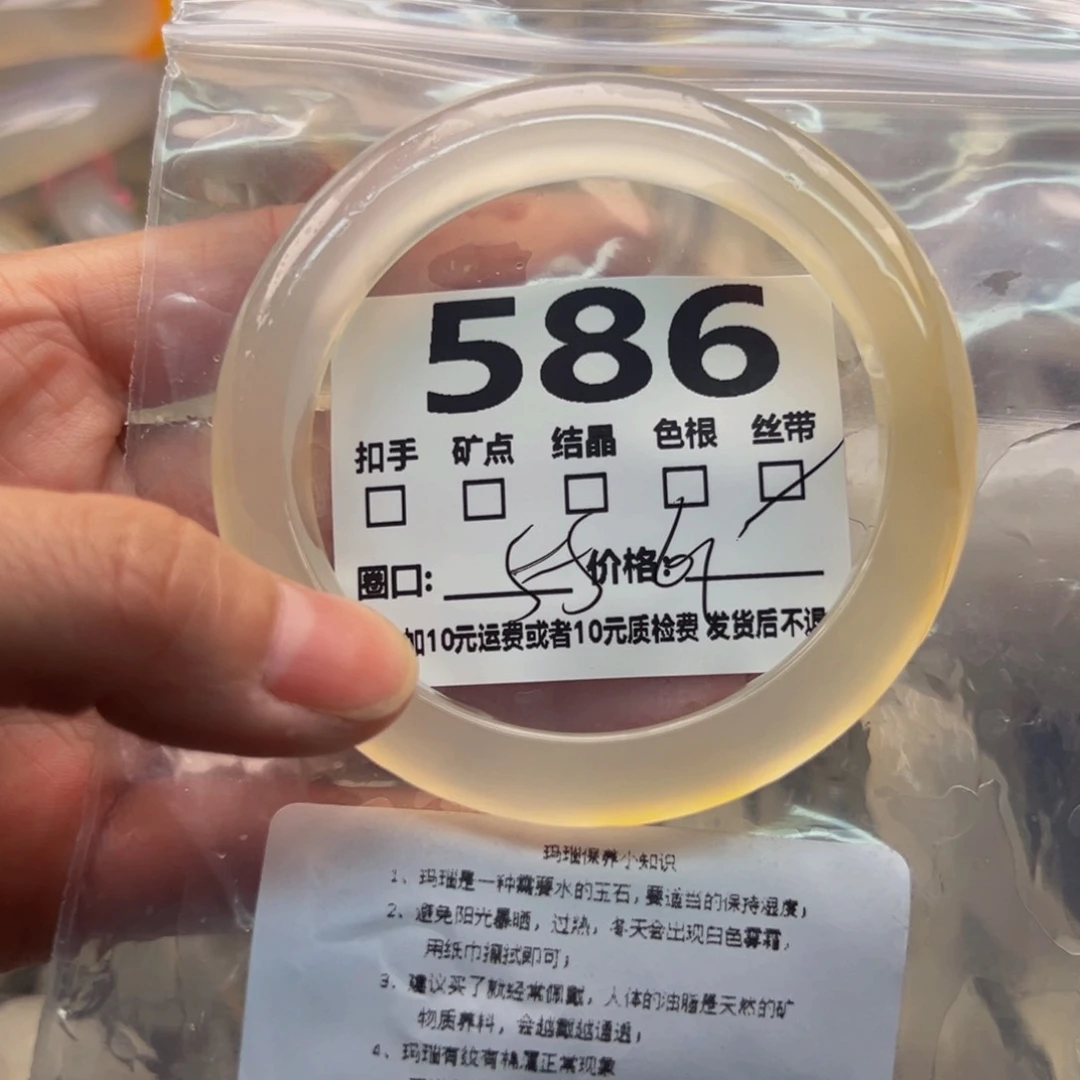 586
扣手 矿点 结晶 色根 丝带
圈口: 价格:
加10元运费或者10元质检费 发货后不退
玛瑙保养小知识
1、玛瑙是一种需要水的玉石，要适当的保持湿度；
2、避免阳光暴晒，过热，冬天会出现白色雾霜，
用纸巾擦拭即可；
3、建议买了就经常佩戴，人体的油脂是天然的矿
物质养料，会越戴越通透；
4、玛瑙有纹有棉属正常现象